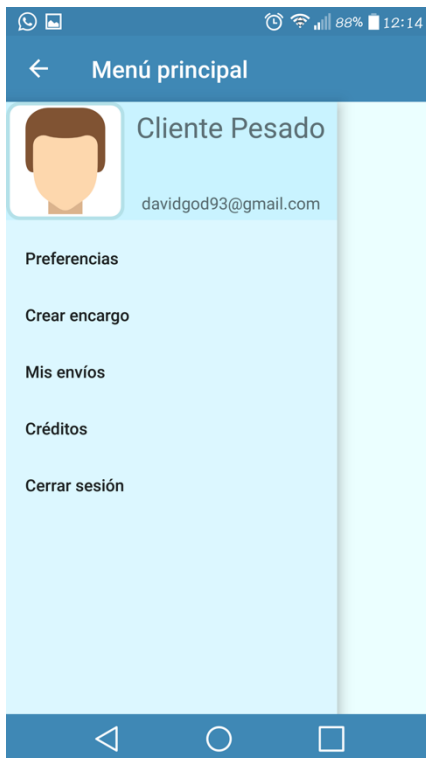 88% 12:14
Menú principal
Cliente Pesado
davidgod93@gmail.com
Preferencias
Crear encargo
Mis envíos
Créditos
Cerrar sesión